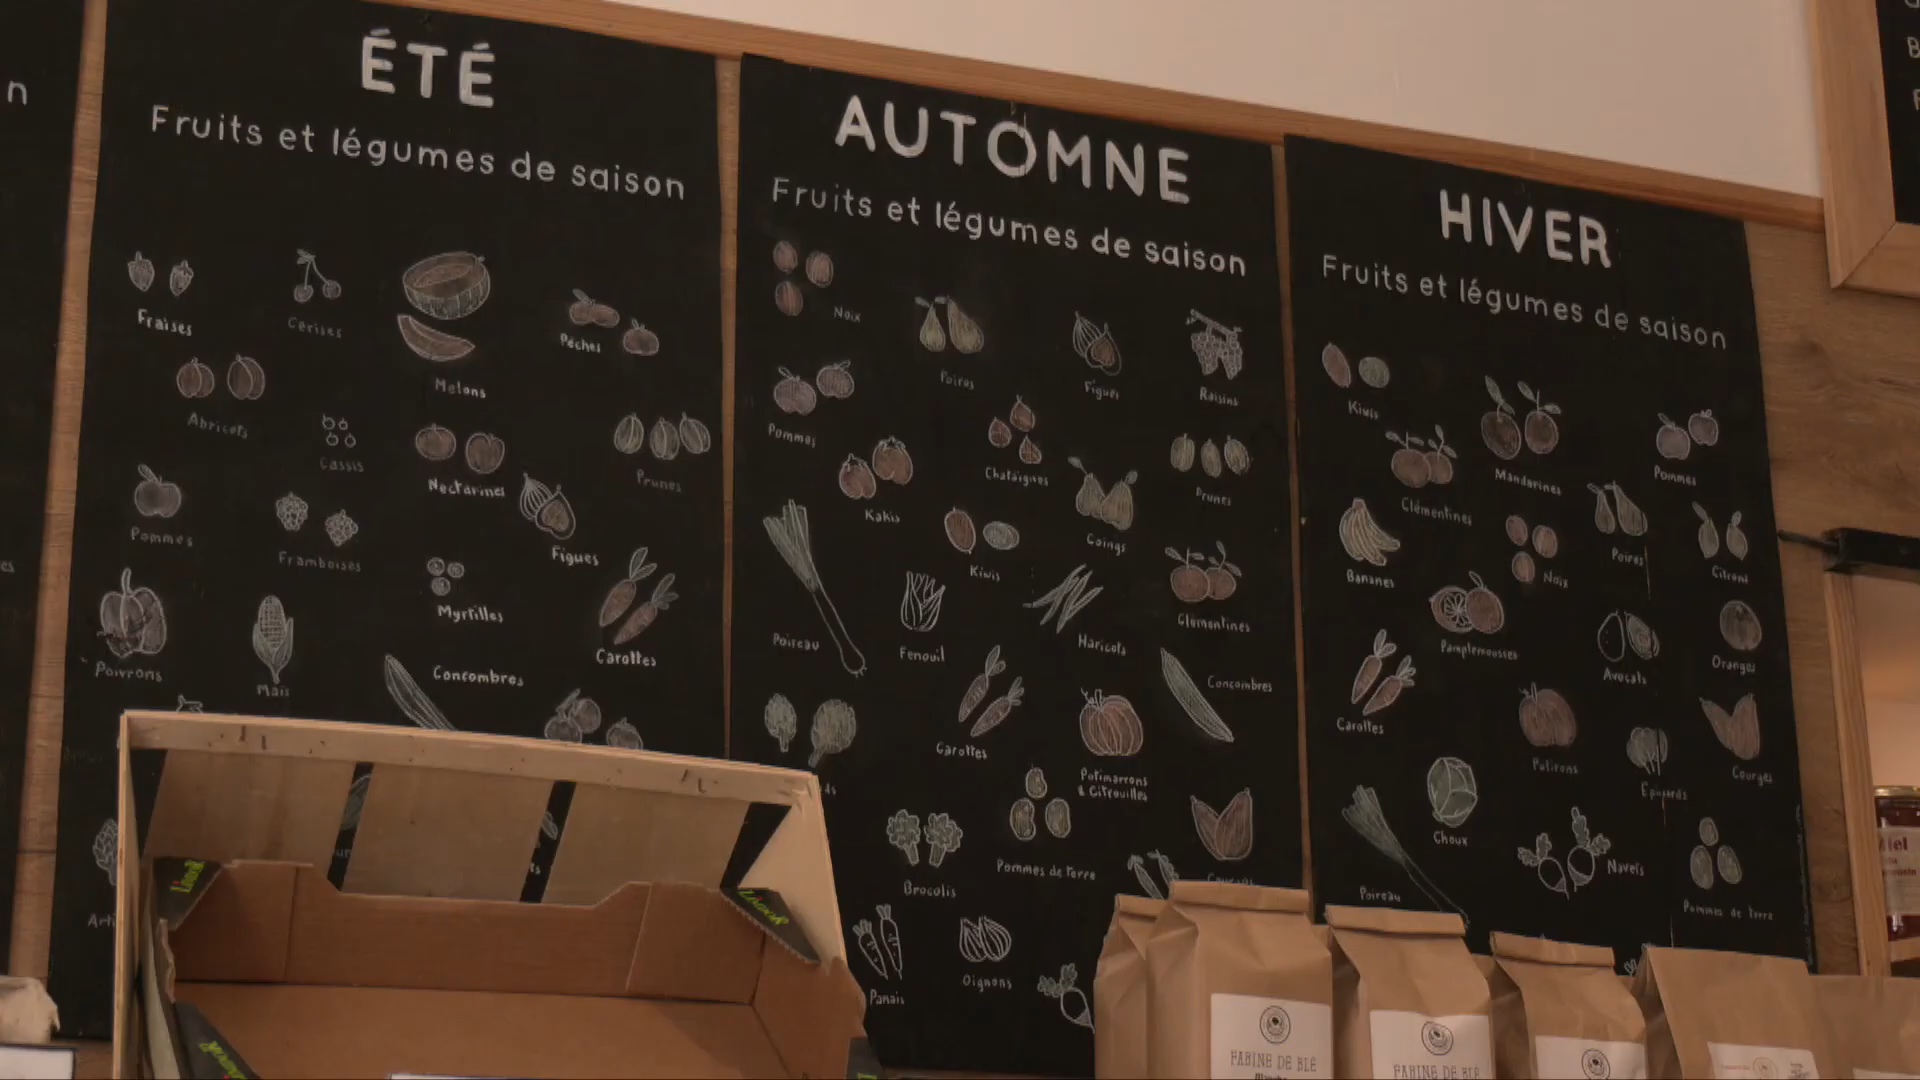 ÉTÉ
Fruits et légumes de saison
Fraises
Cerises
Melons
Pêches
Abricots
Cassis
Nectarines
Prunes
Pommes
Framboises
Figues
Myrtilles
Poivrons
Maïs
Concombres
Carottes
AUTOMNE
Fruits et légumes de saison
Noix
Poires
Figues
Raisins
Pommes
Kakis
Chataignes
Coings
Prunes
Kiwis
Poireau
Fenouil
Haricots
Clémentines
Concombres
Carottes
Potimarrons
& Citrouilles
Brocolis
Pommes de terre
Panais
Oignons
HIVER
Fruits et légumes de saison
Kiwis
Clémentines
Mandarines
Pommes
Bananes
Noix
Poires
Citrons
Pamplemousses
Avocats
Oranges
Carottes
Potirons
Epinards
Courges
Choux
Poireau
Navets
Pommes de terre
FARINE DE BLÉ
FARINE DE BLÉ
Miel